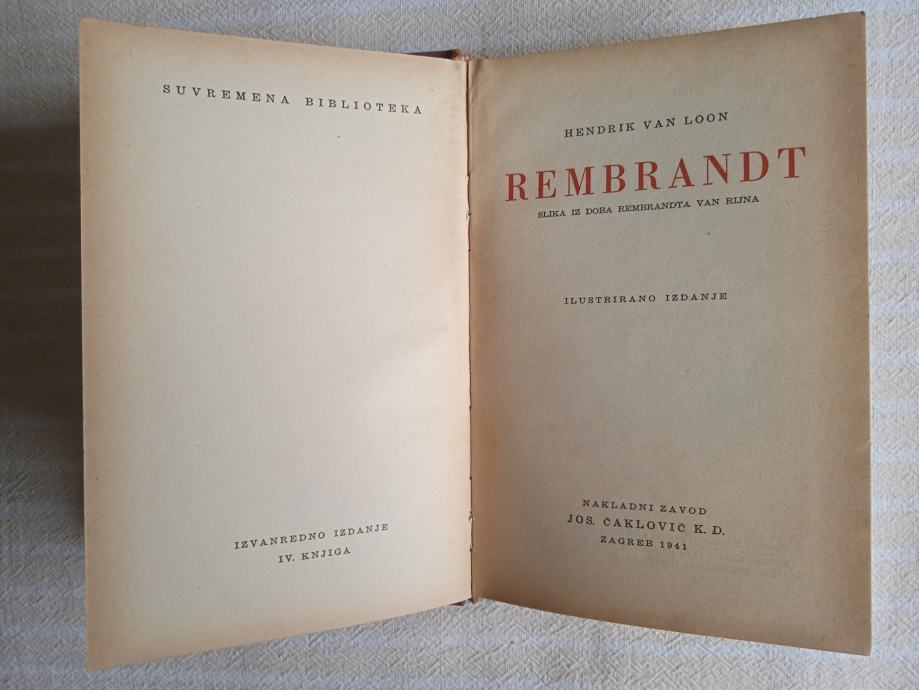 SUVREMENA BIBLIOTEKA
IZVANREDNO IZDANJE
IV. KNJIGA
HENDRIK VAN LOON
REMBRANDT
SLIKA IZ DOBA REMBRANDTA VAN RIJNA
ILUSTRIRANO IZDANJE
NAKLADNI ZAVOD
JOS. ČAKLOVIĆ K. D.
ZAGREB 1941